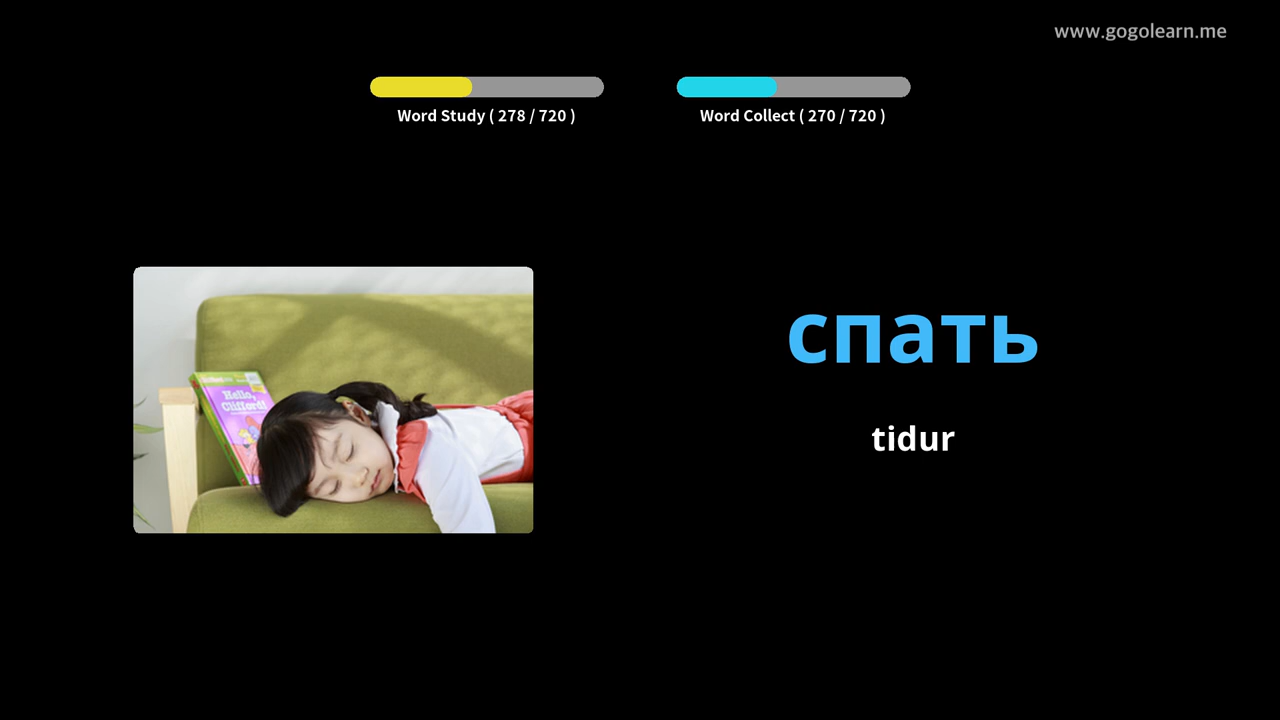 www.gogolearn.me
Word Study ( 278 / 720 )
Word Collect ( 270 / 720 )
Hello,
Clifford!
спать
tidur